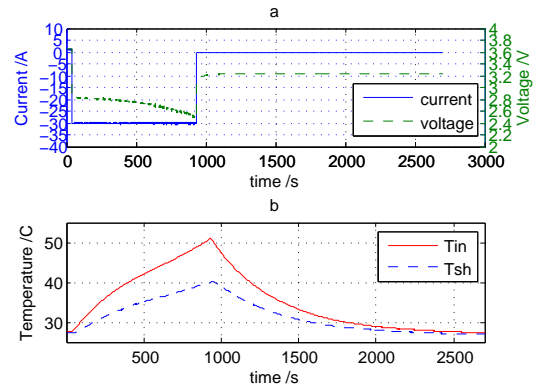 a
10
5
0
−5
−10
−15
−20
−25
−30
−35
−40
Current /A
4
3.8
3.6
3.4
3.2
3
2.8
2.6
2.4
2.2
2
Voltage /V
current
voltage
0 500 1000 1500 2000 2500 3000
time /s
b
50
40
30
Temperature /C
Tin
Tsh
500 1000 1500 2000 2500
time /s